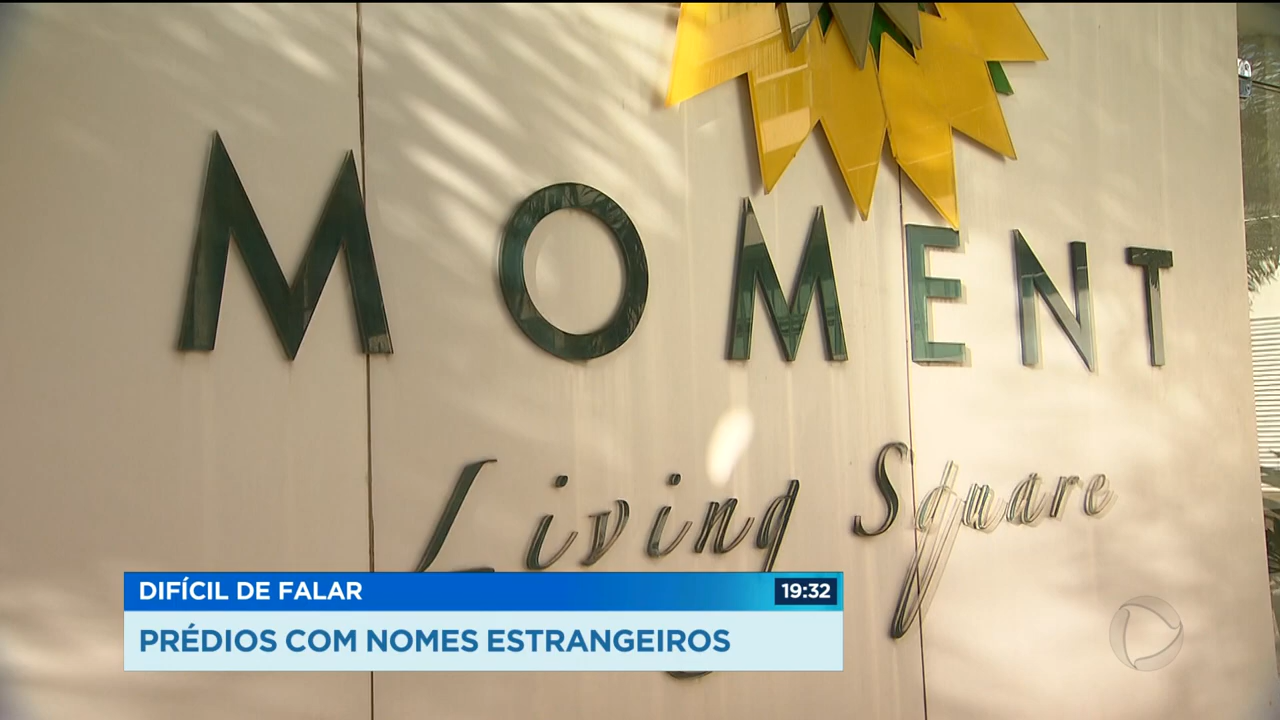 MOMENT
Living Square
DIFÍCIL DE FALAR
19:32
PRÉDIOS COM NOMES ESTRANGEIROS